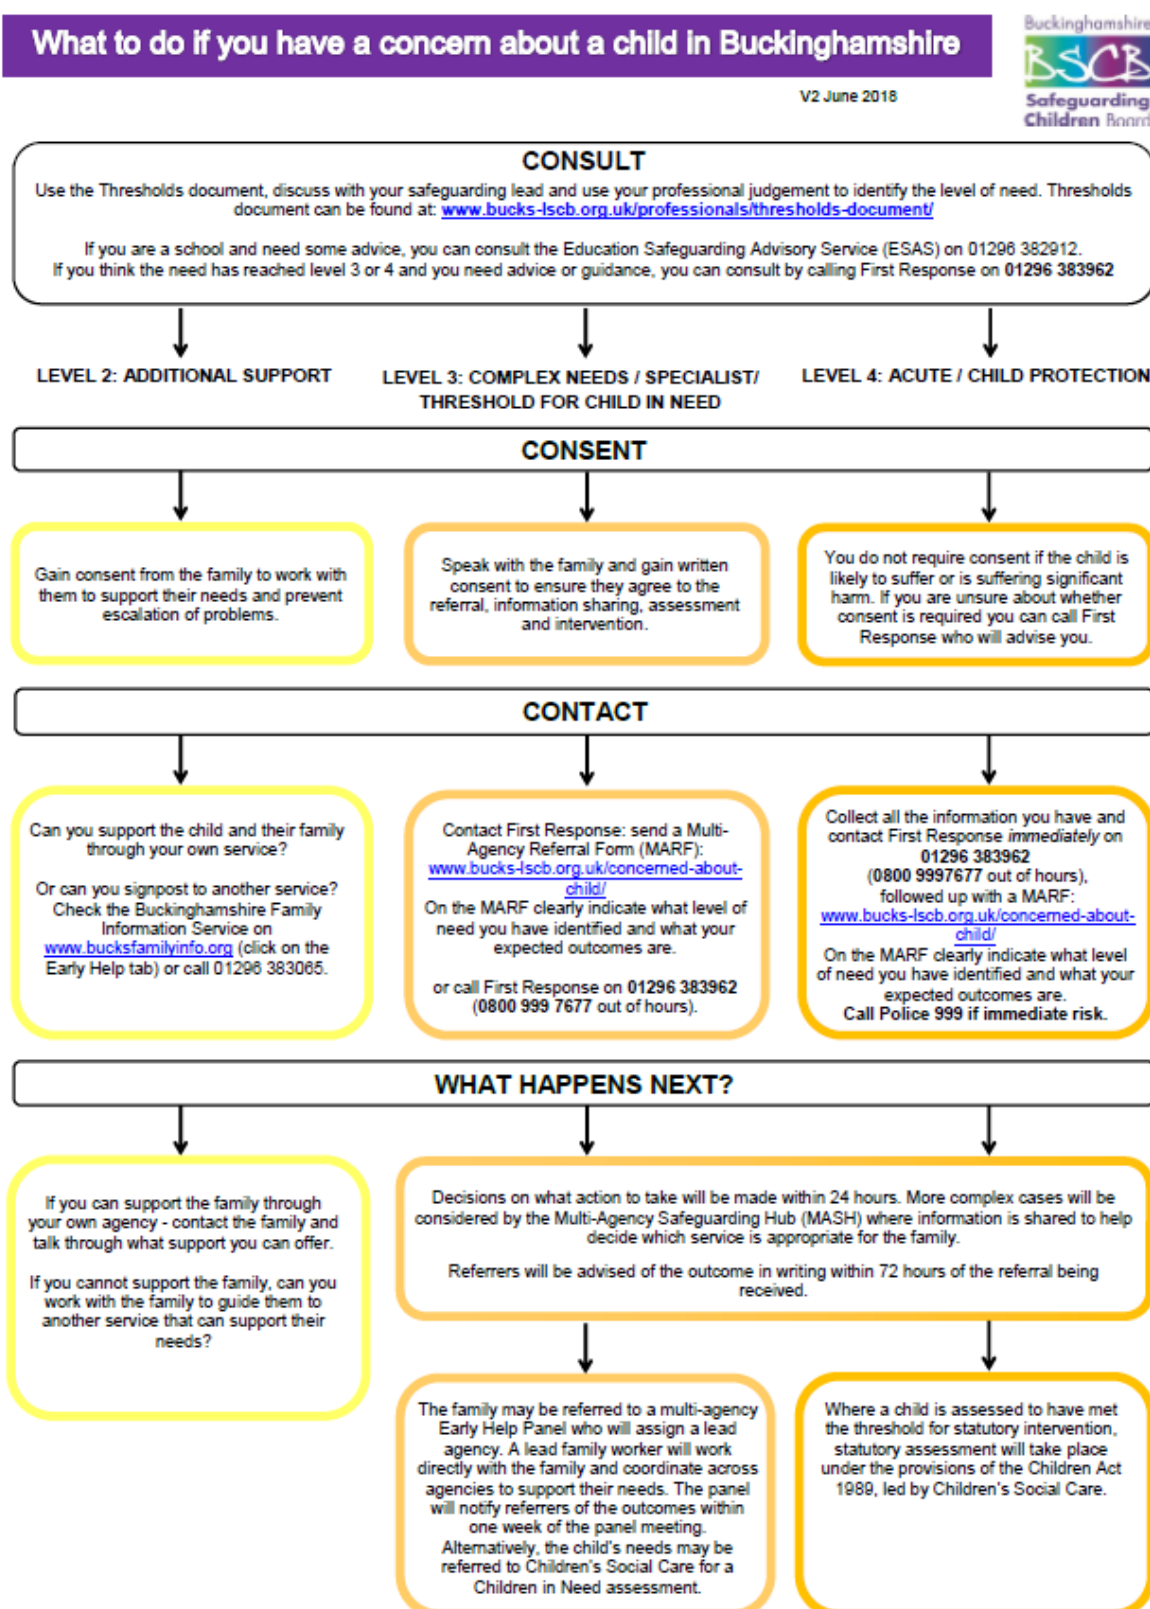 What to do if you have a concern about a child in Buckinghamshire
Buckinghamshire
BSCB
Safeguarding
Children Board
V2 June 2018
CONSULT
Use the Thresholds document, discuss with your safeguarding lead and use your professional judgement to identify the level of need. Thresholds
document can be found at: www.bucks-lscb.org.uk/professionals/thresholds-document/
If you are a school and need some advice, you can consult the Education Safeguarding Advisory Service (ESAS) on 01296 382912.
If you think the need has reached level 3 or 4 and you need advice or guidance, you can consult by calling First Response on 01296 383962
LEVEL 2: ADDITIONAL SUPPORT
LEVEL 3: COMPLEX NEEDS / SPECIALIST/
THRESHOLD FOR CHILD IN NEED
LEVEL 4: ACUTE / CHILD PROTECTION
CONSENT
Gain consent from the family to work with
them to support their needs and prevent
escalation of problems.
Speak with the family and gain written
consent to ensure they agree to the
referral, information sharing, assessment
and intervention.
You do not require consent if the child is
likely to suffer or is suffering significant
harm. If you are unsure about whether
consent is required you can call First
Response who will advise you.
CONTACT
Can you support the child and their family
through your own service?
Or can you signpost to another service?
Check the Buckinghamshire Family
Information Service on
www.bucksfamilyinfo.org (click on the
Early Help tab) or call 01296 383065.
Contact First Response: send a Multi-
Agency Referral Form (MARF):
www.bucks-lscb.org.uk/concerned-about-
child/
On the MARF clearly indicate what level of
need you have identified and what your
expected outcomes are.
or call First Response on 01296 383962
(0800 999 7677 out of hours).
Collect all the information you have and
contact First Response immediately on
01296 383962
(0800 9997677 out of hours),
followed up with a MARF:
www.bucks-lscb.org.uk/concerned-about-
child/
On the MARF clearly indicate what level
of need you have identified and what your
expected outcomes are.
Call Police 999 if immediate risk.
WHAT HAPPENS NEXT?
If you can support the family through
your own agency - contact the family and
talk through what support you can offer.
If you cannot support the family, can you
work with the family to guide them to
another service that can support their
needs?
Decisions on what action to take will be made within 24 hours. More complex cases will be
considered by the Multi-Agency Safeguarding Hub (MASH) where information is shared to help
decide which service is appropriate for the family.
Referrers will be advised of the outcome in writing within 72 hours of the referral being
received.
The family may be referred to a multi-agency
Early Help Panel who will assign a lead
agency. A lead family worker will work
directly with the family and coordinate across
agencies to support their needs. The panel
will notify referrers of the outcomes within
one week of the panel meeting.
Alternatively, the child's needs may be
referred to Children's Social Care for a
Children in Need assessment.
Where a child is assessed to have met
the threshold for statutory intervention,
statutory assessment will take place
under the provisions of the Children Act
1989, led by Children's Social Care.